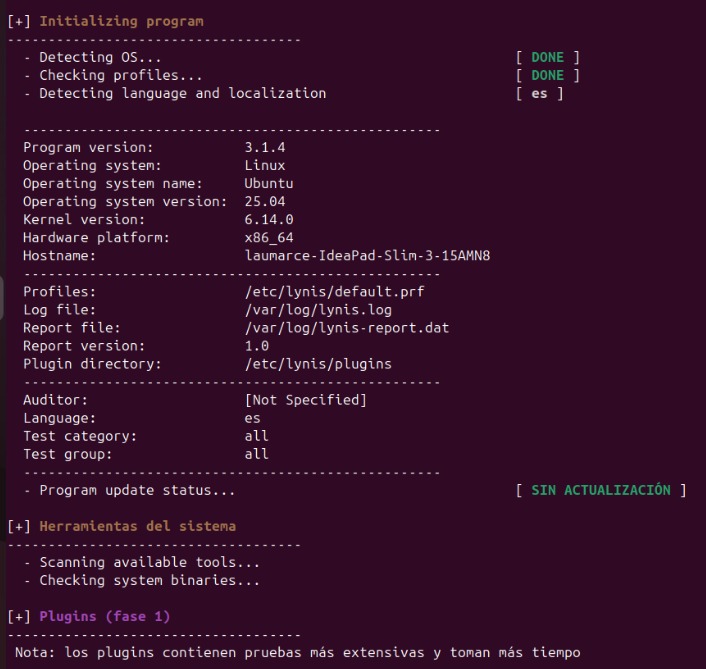 [+] Initializing program
------------------------------------
- Detecting OS... [ DONE ]
- Checking profiles... [ DONE ]
- Detecting language and localization [ es ]
---------------------------------------------------
Program version: 3.1.4
Operating system: Linux
Operating system name: Ubuntu
Operating system version: 25.04
Kernel version: 6.14.0
Hardware platform: x86_64
Hostname: laumarce-IdeaPad-Slim-3-15AMN8
---------------------------------------------------
Profiles: /etc/lynis/default.prf
Log file: /var/log/lynis.log
Report file: /var/log/lynis-report.dat
Report version: 1.0
Plugin directory: /etc/lynis/plugins
---------------------------------------------------
Auditor: [Not Specified]
Language: es
Test category: all
Test group: all
---------------------------------------------------
- Program update status... [ SIN ACTUALIZACIÓN ]
[+] Herramientas del sistema
------------------------------------
- Scanning available tools...
- Checking system binaries...
[+] Plugins (fase 1)
------------------------------------
Nota: los plugins contienen pruebas más extensivas y toman más tiempo